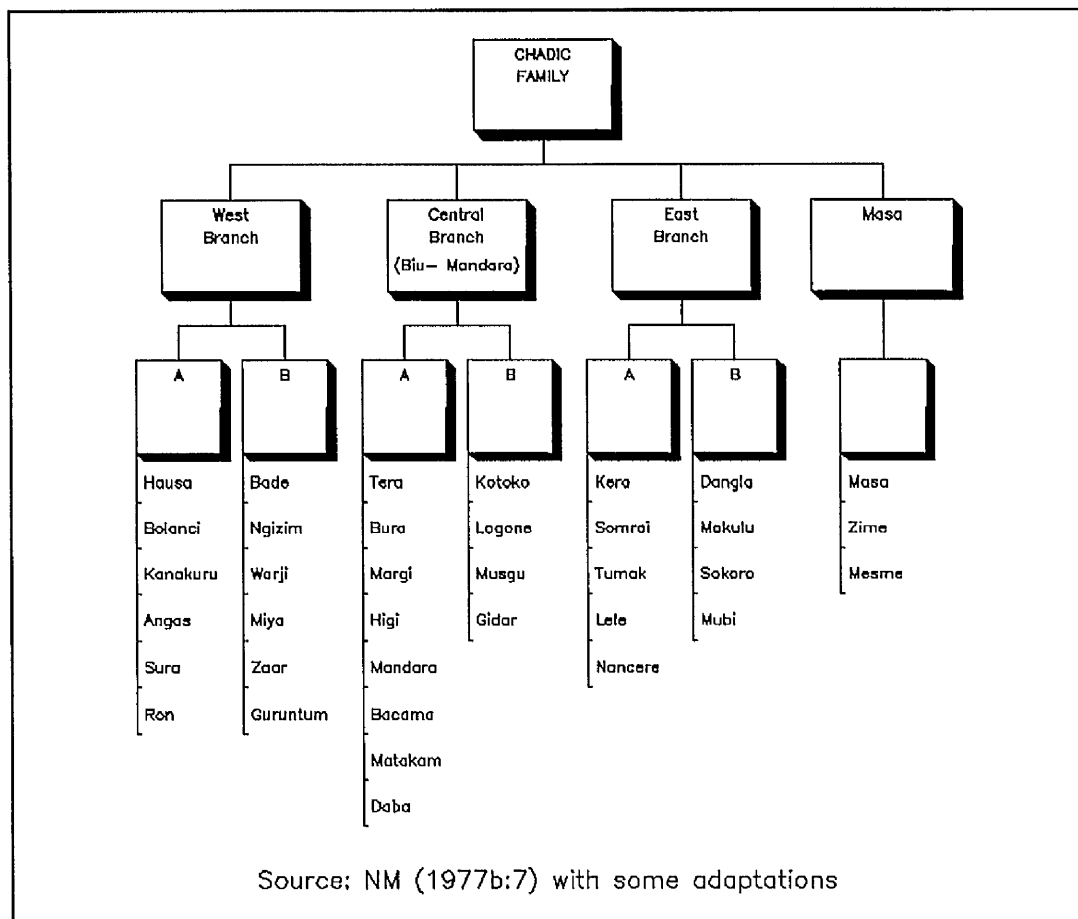 CHADIC
FAMILY
West
Branch
Central
Branch
(Biu- Mandara)
East
Branch
Masa
A
B
A
B
A
B
Hausa
Bolanci
Kanakuru
Angas
Sura
Ron
Bade
Ngizim
Warji
Miya
Zaar
Guruntum
Tera
Bura
Margi
Higi
Mandara
Bacama
Matakam
Daba
Kotoko
Logone
Musgu
Gidar
Kera
Somrai
Tumak
Lele
Nancere
Dangla
Mokulu
Sokoro
Mubi
Masa
Zime
Mesme
Source: NM (1977b:7) with some adaptations